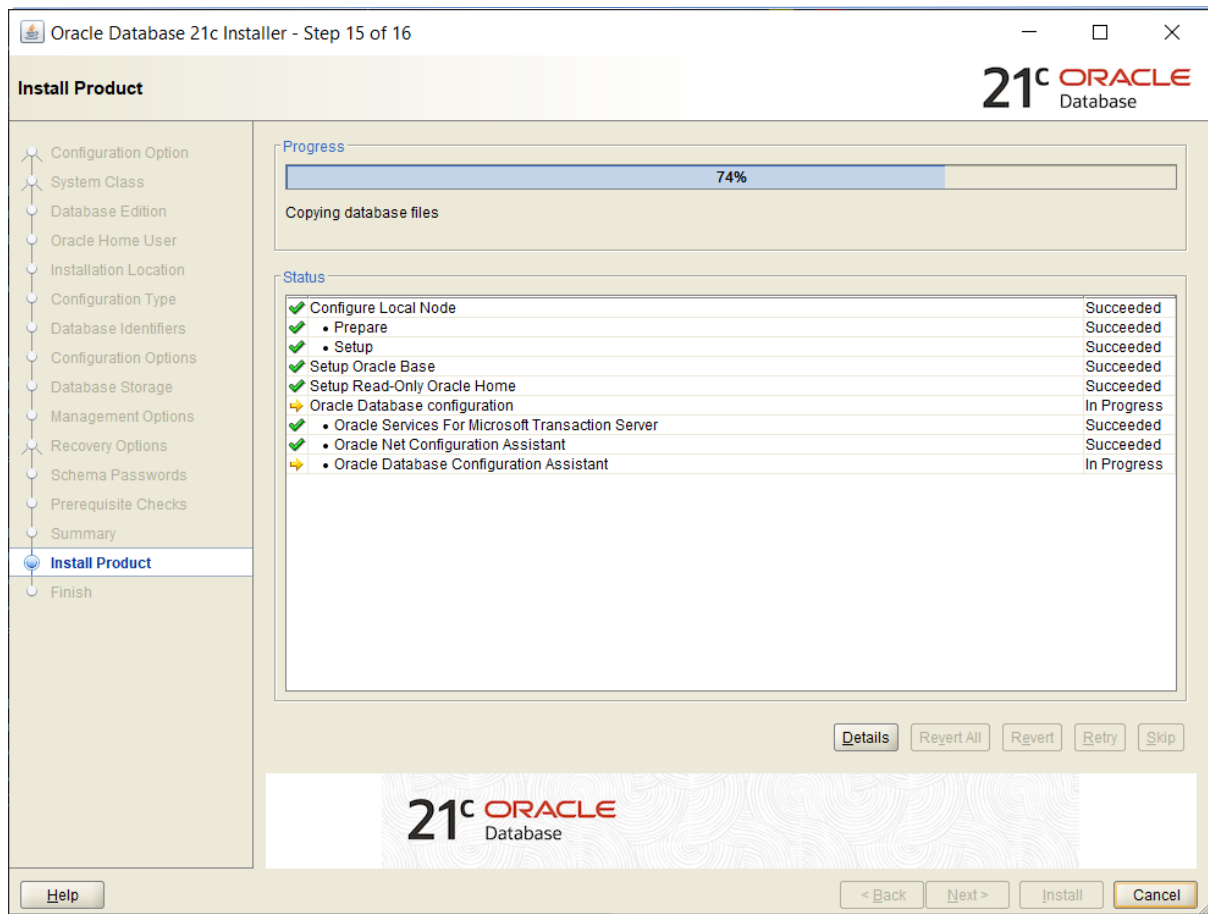 Oracle Database 21c Installer - Step 15 of 16
Install Product
21c ORACLE
Database
Configuration Option
System Class
Database Edition
Oracle Home User
Installation Location
Configuration Type
Database Identifiers
Configuration Options
Database Storage
Management Options
Recovery Options
Schema Passwords
Prerequisite Checks
Summary
Install Product
Finish
Progress
74%
Copying database files
Status
Configure Local Node Succeeded
• Prepare Succeeded
• Setup Succeeded
Setup Oracle Base Succeeded
Setup Read-Only Oracle Home Succeeded
Oracle Database configuration In Progress
• Oracle Services For Microsoft Transaction Server Succeeded
• Oracle Net Configuration Assistant Succeeded
• Oracle Database Configuration Assistant In Progress
Details Revert All Revert Retry Skip
21c ORACLE
Database
Help < Back Next > Install Cancel